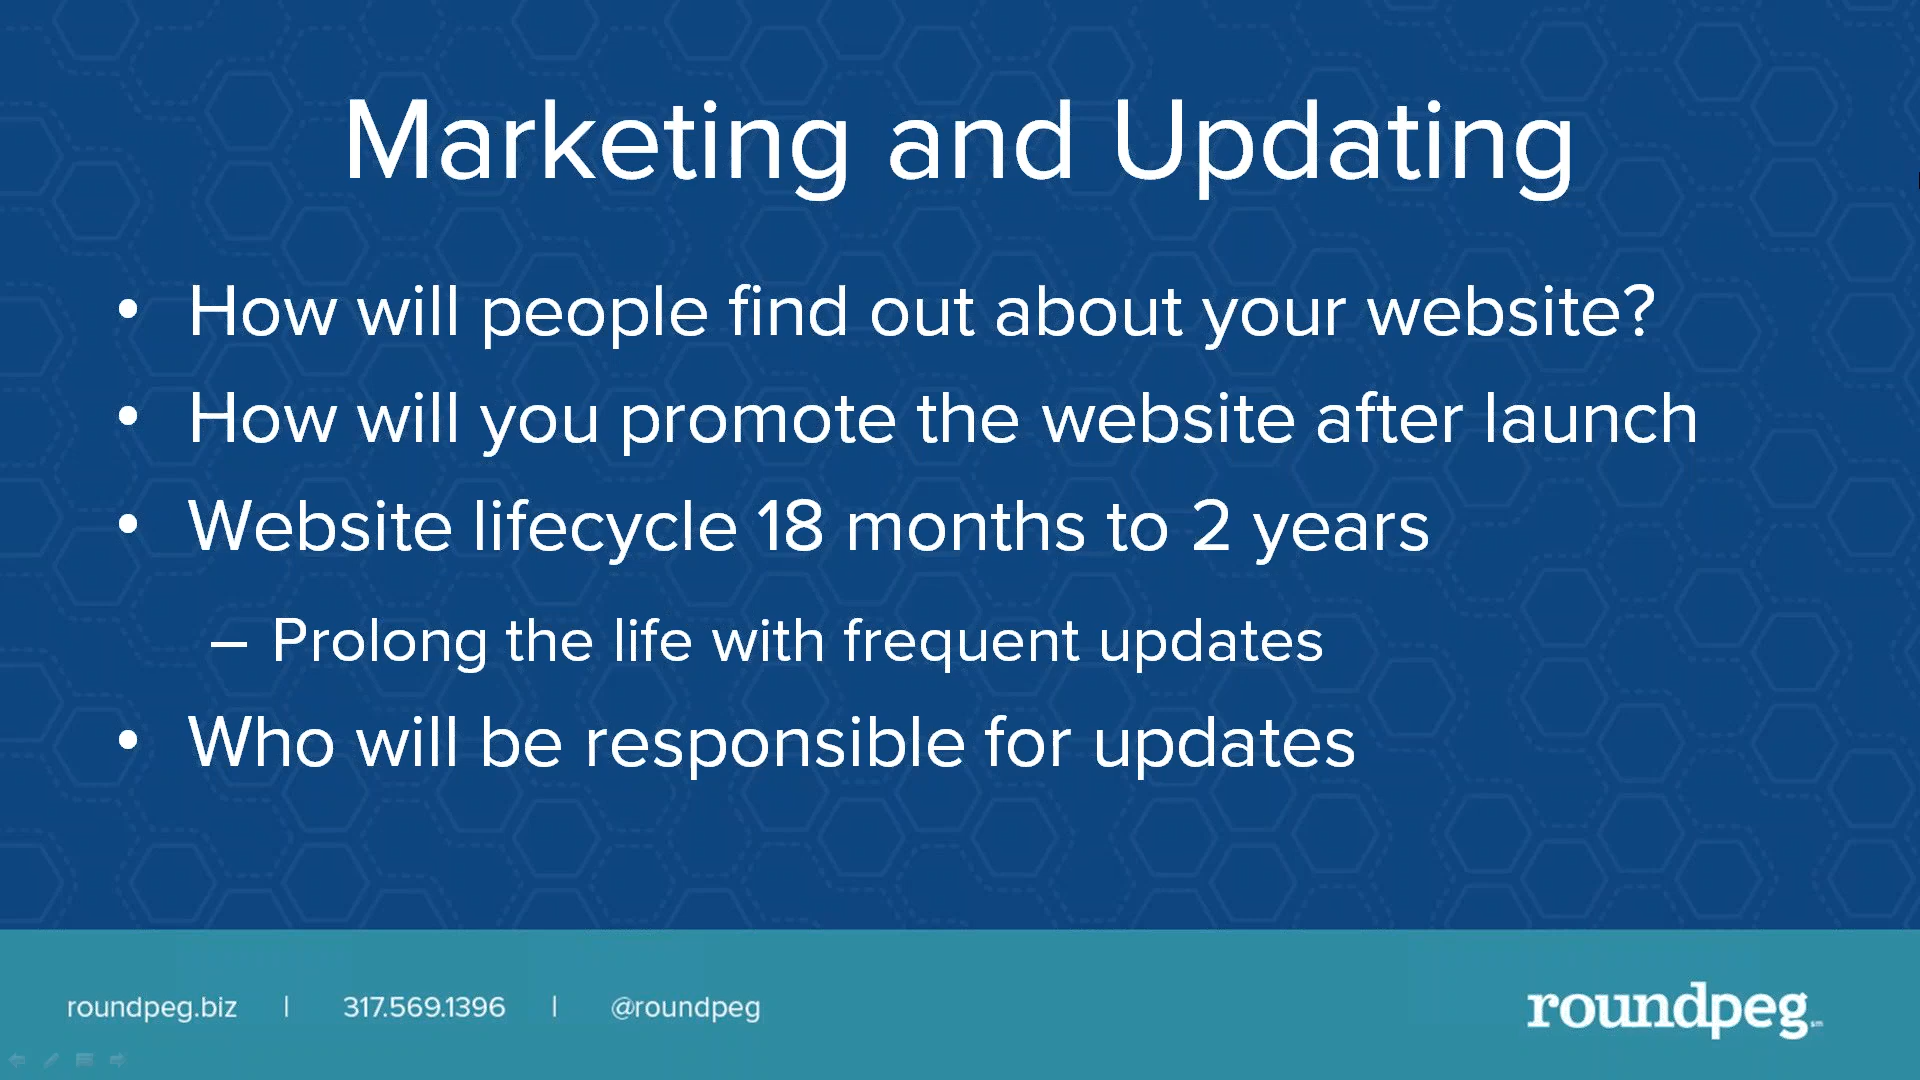 Marketing and Updating
• How will people find out about your website?
• How will you promote the website after launch
• Website lifecycle 18 months to 2 years
– Prolong the life with frequent updates
• Who will be responsible for updates
roundpeg.biz | 317.569.1396 | @roundpeg
roundpeg sm